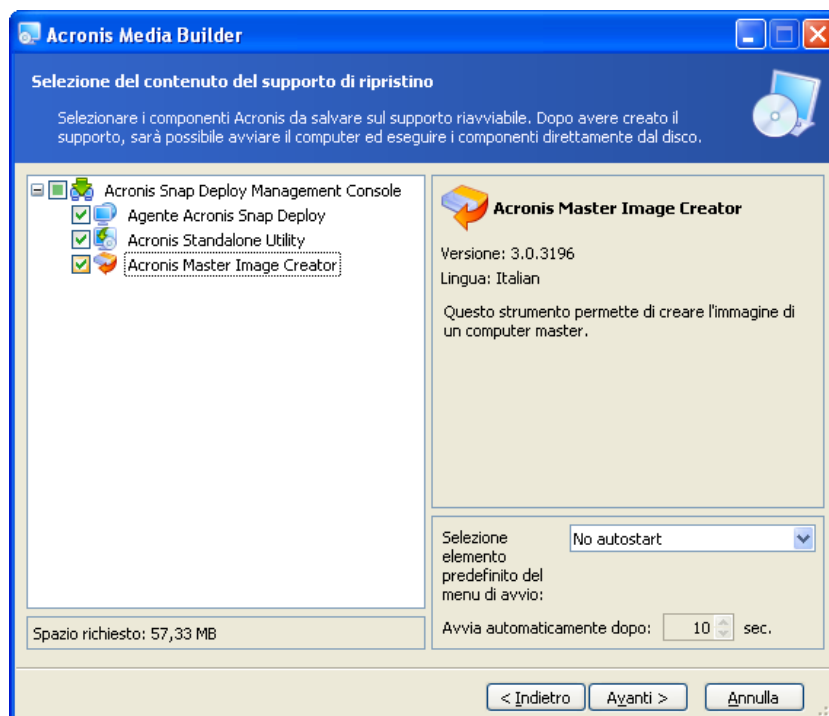 Acronis Media Builder
Selezione del contenuto del supporto di ripristino
Selezionare i componenti Acronis da salvare sul supporto riavviabile. Dopo avere creato il
supporto, sarà possibile avviare il computer ed eseguire i componenti direttamente dal disco.
Acronis Snap Deploy Management Console
Agente Acronis Snap Deploy
Acronis Standalone Utility
Acronis Master Image Creator
Spazio richiesto: 57,33 MB
Acronis Master Image Creator
Versione: 3.0.3196
Lingua: Italian
Questo strumento permette di creare l'immagine di
un computer master.
Selezione
elemento
predefinito del
menu di avvio:
No autostart
Avvia automaticamente dopo: 10 sec.
< Indietro
Avanti >
Annulla